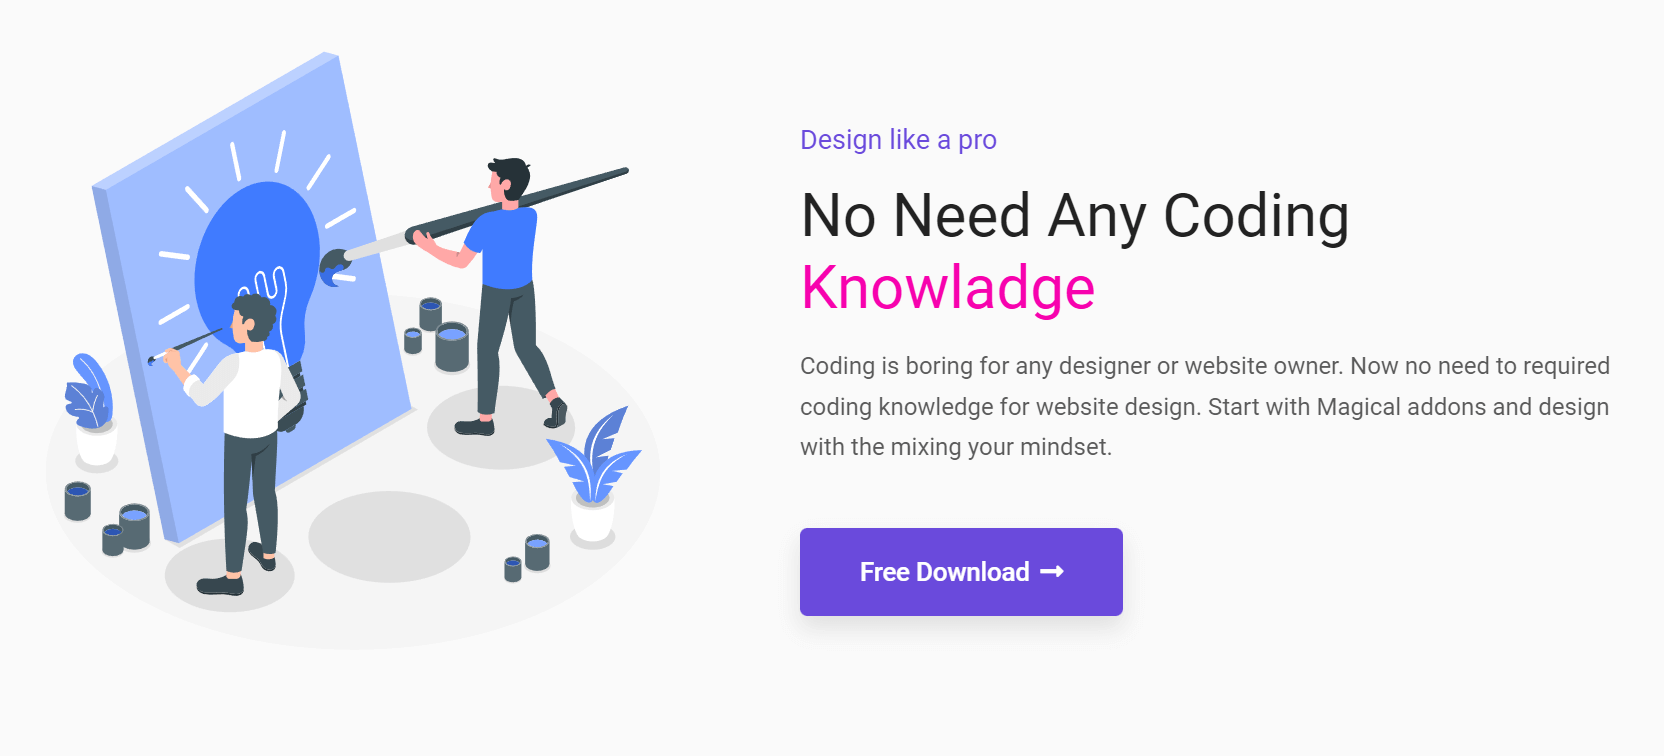 Design like a pro
No Need Any Coding
Knowladge
Coding is boring for any designer or website owner. Now no need to required
coding knowledge for website design. Start with Magical addons and design
with the mixing your mindset.
Free Download →